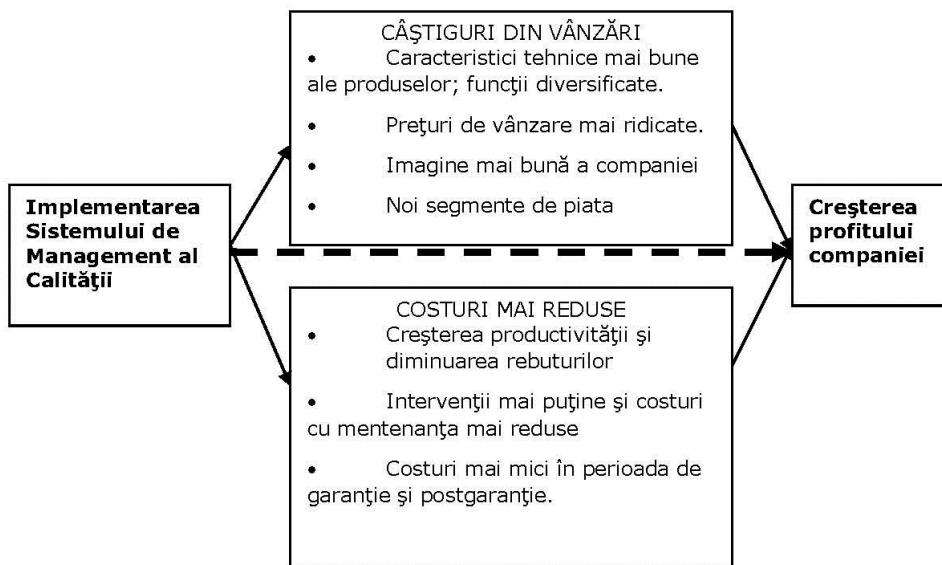 CÂŞTIGURI DIN VÂNZĂRI
• Caracteristici tehnice mai bune
ale produselor; funcţii diversificate.
• Preţuri de vânzare mai ridicate.
• Imagine mai bună a companiei
• Noi segmente de piata
Implementarea
Sistemului de
Management al
Calităţii
Creşterea
profitului
companiei
COSTURI MAI REDUSE
• Creşterea productivităţii şi
diminuarea rebuturilor
• Intervenţii mai puţine şi costuri
cu mentenanţa mai reduse
• Costuri mai mici în perioada de
garanţie şi postgaranţie.